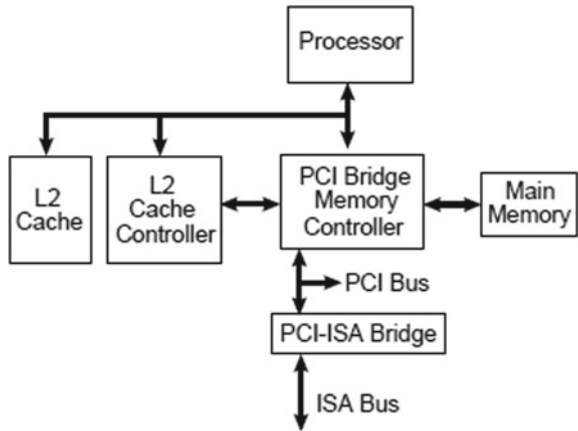 Processor
L2
Cache
L2
Cache
Controller
PCI Bridge
Memory
Controller
Main
Memory
PCI Bus
PCI-ISA Bridge
ISA Bus